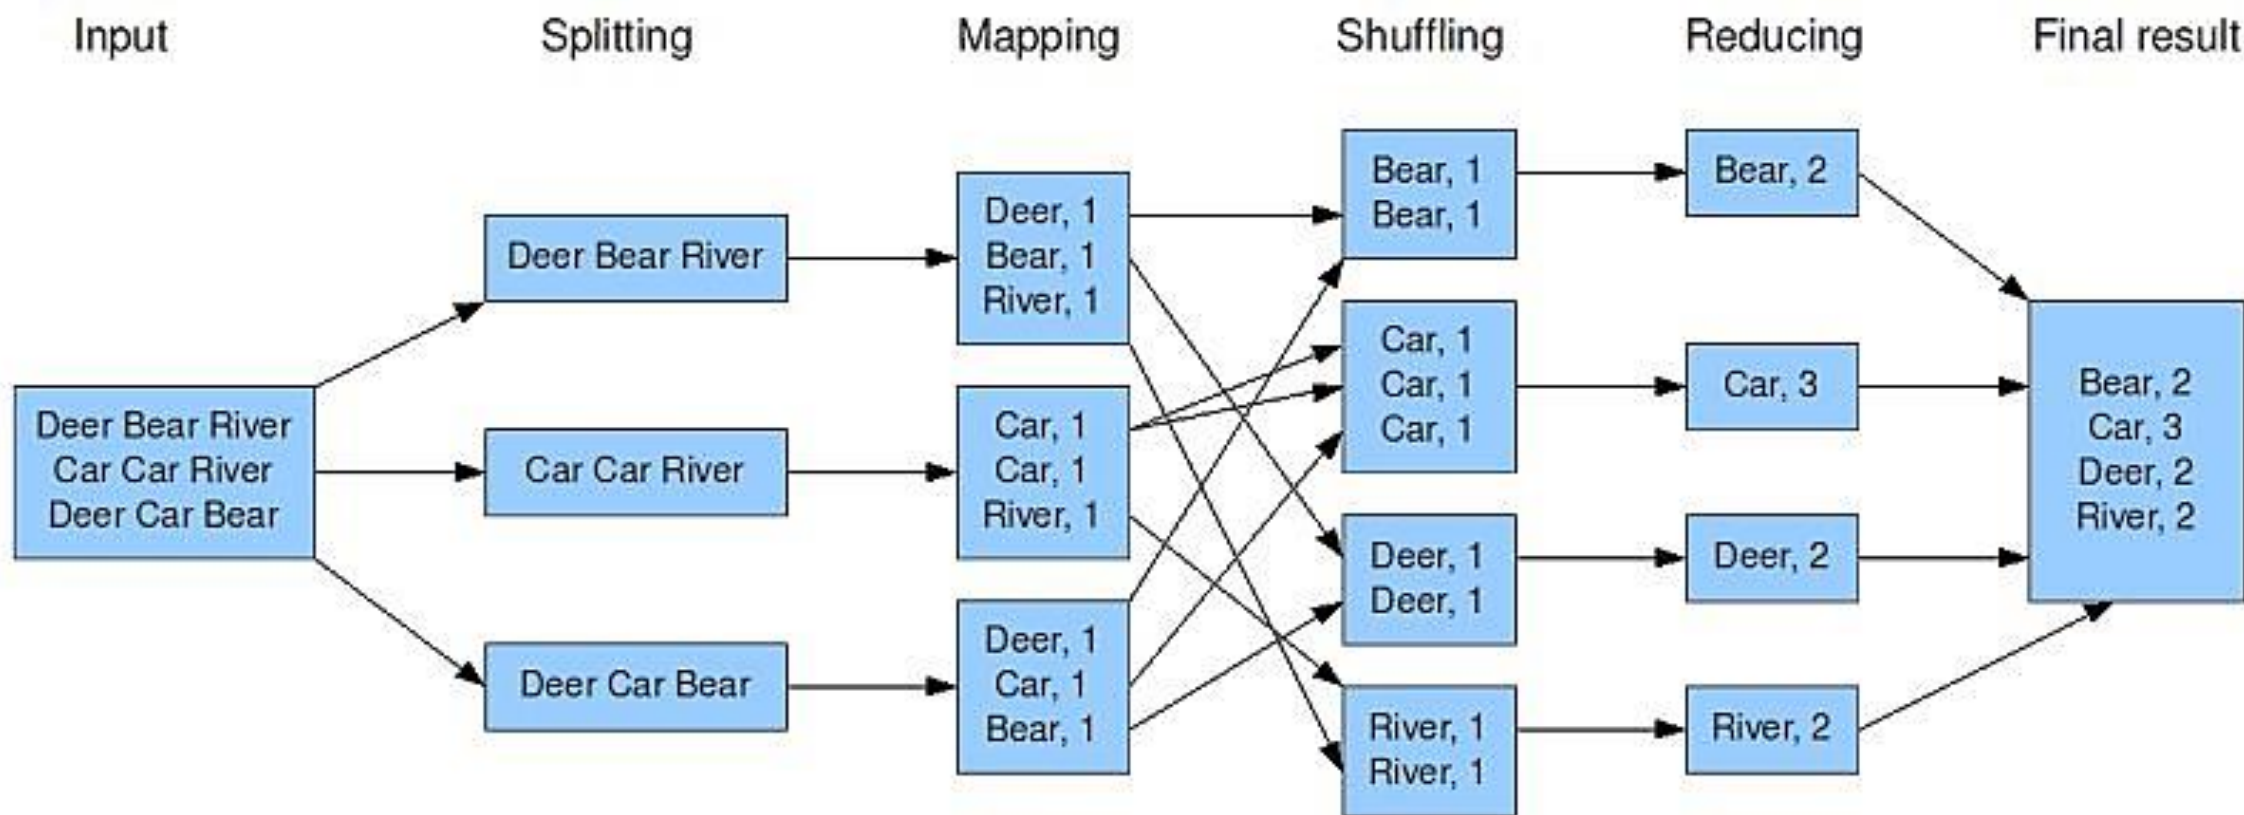 Input
Splitting
Mapping
Shuffling
Reducing
Final result
Deer Bear River
Car Car River
Deer Car Bear
Deer Bear River
Car Car River
Deer Car Bear
Deer, 1
Bear, 1
River, 1
Car, 1
Car, 1
River, 1
Deer, 1
Car, 1
Bear, 1
Bear, 1
Bear, 1
Car, 1
Car, 1
Car, 1
Deer, 1
Deer, 1
River, 1
River, 1
Bear, 2
Car, 3
Deer, 2
River, 2
Bear, 2
Car, 3
Deer, 2
River, 2